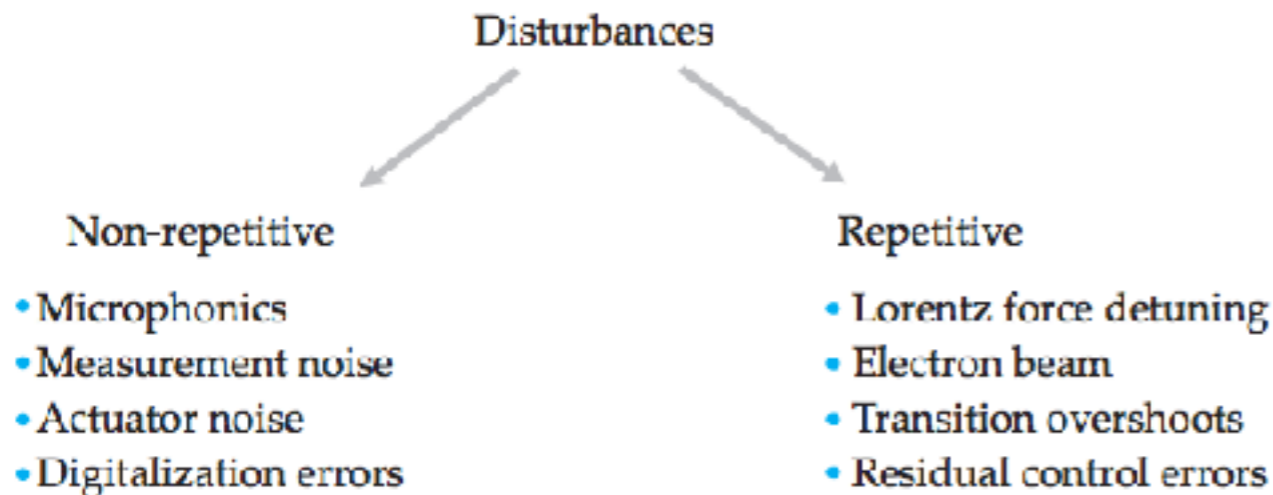 Disturbances
Non-repetitive
• Microphonics
• Measurement noise
• Actuator noise
• Digitalization errors
Repetitive
• Lorentz force detuning
• Electron beam
• Transition overshoots
• Residual control errors